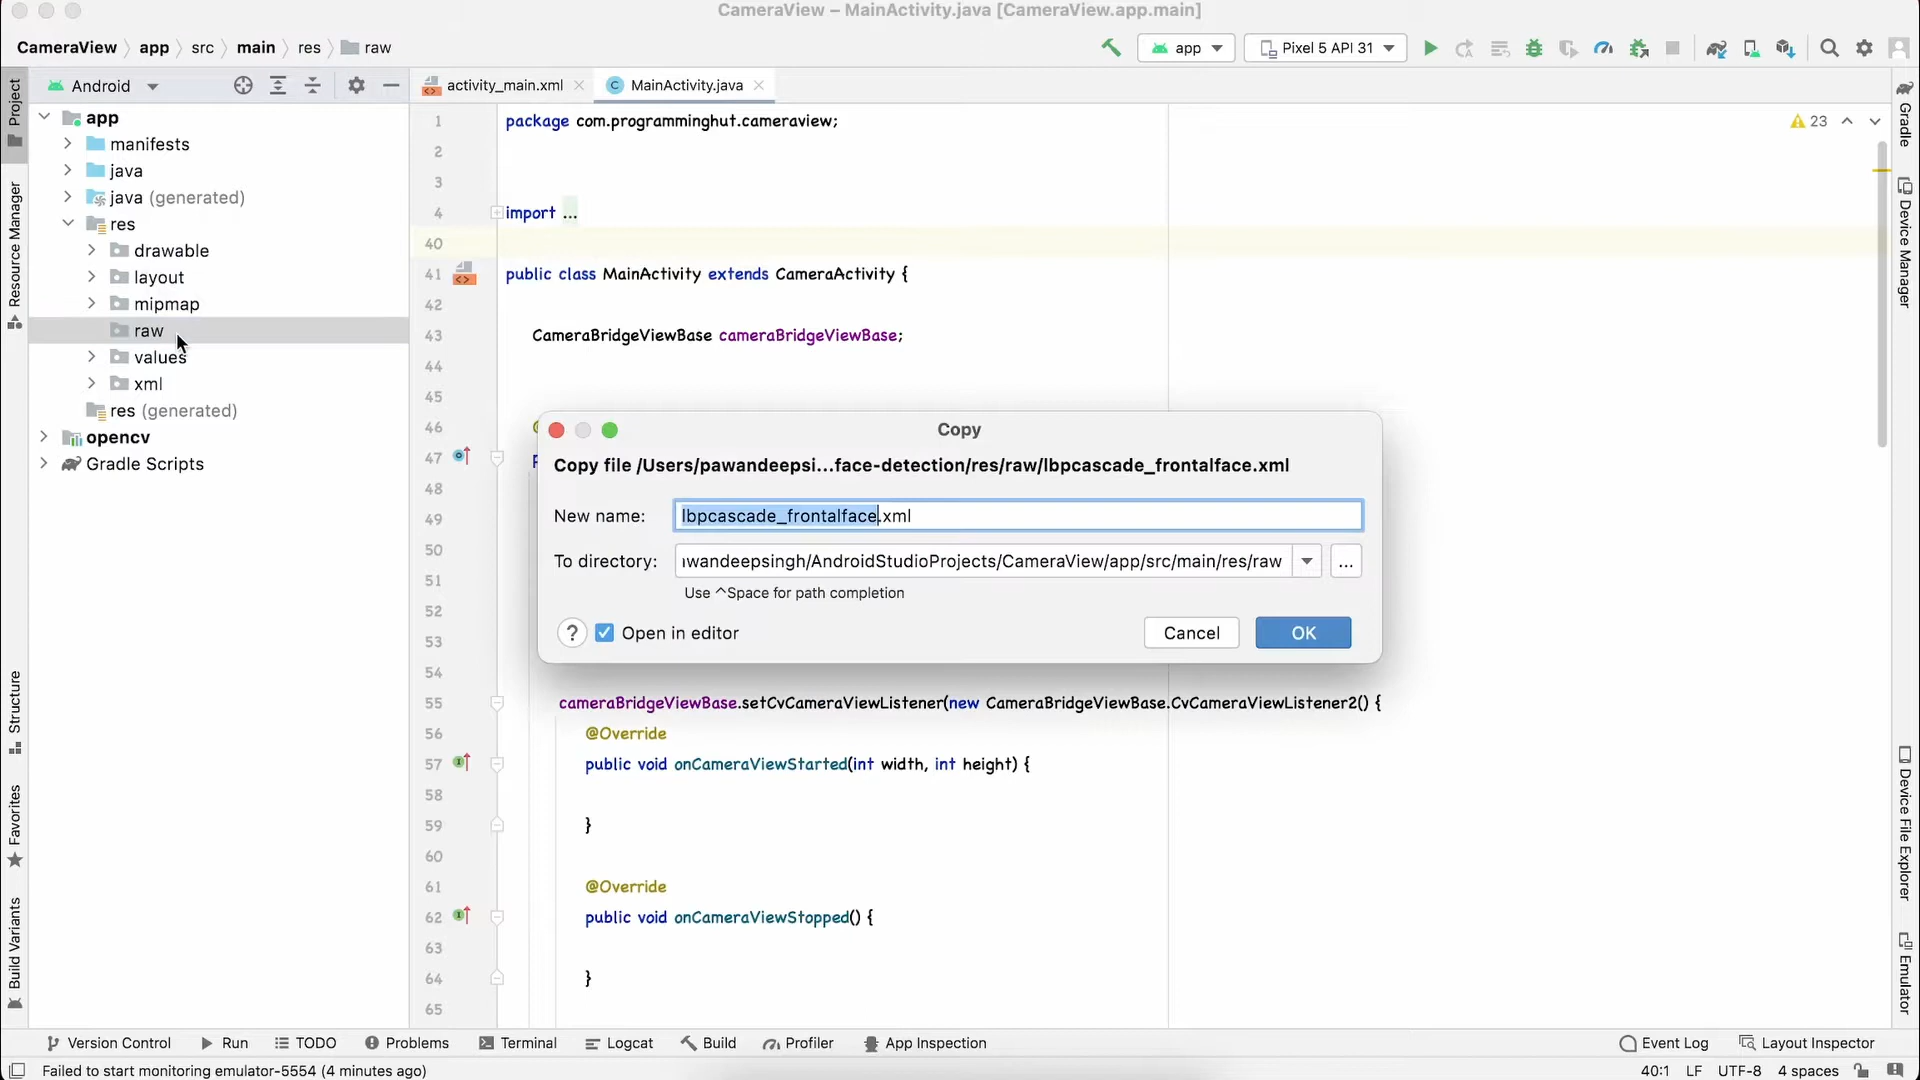 CameraView – MainActivity.java [CameraView.app.main]
CameraView app src main res raw
app Pixel 5 API 31
Android
activity_main.xml MainActivity.java
Project
Resource Manager
Structure
Favorites
Build Variants
app
manifests
java
java (generated)
res
drawable
layout
mipmap
raw
values
xml
res (generated)
opencv
Gradle Scripts
23
1 package com.programminghut.cameraview;
2
3
4 import ...
40
41 public class MainActivity extends CameraActivity {
42
43 CameraBridgeViewBase cameraBridgeViewBase;
44
45
46
47
48
49
50
51
52
53
54
55 cameraBridgeViewBase.setCvCameraViewListener(new CameraBridgeViewBase.CvCameraViewListener2() {
56 @Override
57 public void onCameraViewStarted(int width, int height) {
58
59 }
60
61 @Override
62 public void onCameraViewStopped() {
63
64 }
65
Copy
Copy file /Users/pawandeepsi...face-detection/res/raw/lbpcascade_frontalface.xml
New name: lbpcascade_frontalface.xml
To directory: wandeepsingh/AndroidStudioProjects/CameraView/app/src/main/res/raw ...
Use ^Space for path completion
? Open in editor Cancel OK
Gradle
Device Manager
Device File Explorer
Emulator
Version Control Run TODO Problems Terminal Logcat Build Profiler App Inspection Event Log Layout Inspector
Failed to start monitoring emulator-5554 (4 minutes ago) 40:1 LF UTF-8 4 spaces